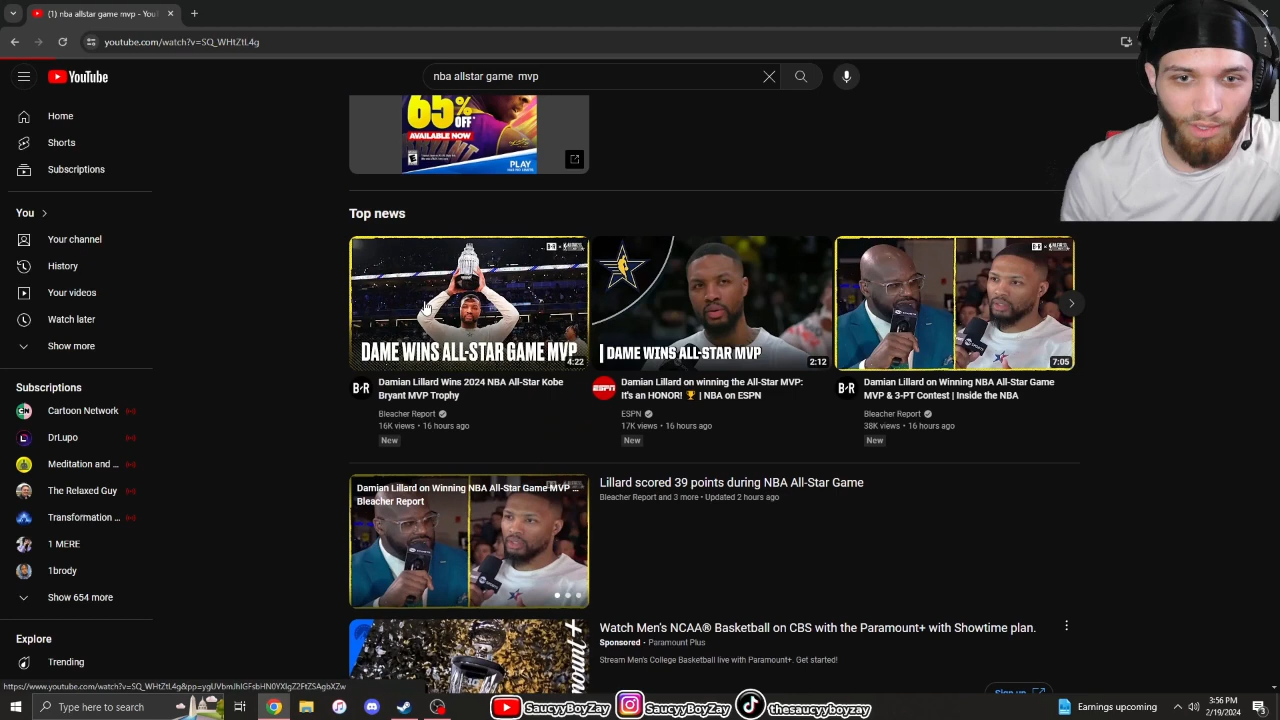 (1) nba allstar game mvp - You
youtube.com/watch?v=SQ_WHtZtL4g
YouTube
nba allstar game  mvp
Home
Shorts
Subscriptions
You
Your channel
History
Your videos
Watch later
Show more
Subscriptions
Cartoon Network
DrLupo
Meditation and ...
The Relaxed Guy
Transformation ...
1 MERE
1brody
Show 654 more
Explore
Trending
65%
OFF
AVAILABLE NOW
PLAY
Top news
DAME WINS ALL-STAR GAME MVP
4:22
Damian Lillard Wins 2024 NBA All-Star Kobe
Bryant MVP Trophy
Bleacher Report
16K views • 16 hours ago
New
DAME WINS ALL-STAR MVP
2:12
Damian Lillard on winning the All-Star MVP:
It's an HONOR! 🏆 | NBA on ESPN
ESPN
17K views • 16 hours ago
New
7:05
Damian Lillard on Winning NBA All-Star Game
MVP & 3-PT Contest | Inside the NBA
Bleacher Report
38K views • 16 hours ago
New
Damian Lillard on Winning NBA All-Star Game MVP ...
Bleacher Report
Lillard scored 39 points during NBA All-Star Game
Bleacher Report and 3 more • Updated 2 hours ago
Watch Men's NCAA® Basketball on CBS with the Paramount+ with Showtime plan.
Sponsored • Paramount Plus
Stream Men's College Basketball live with Paramount+. Get started!
Sign up
Type here to search
SaucyyBoyZay
SaucyyBoyZay
thesaucyyboyzay
Earnings upcoming
3:56 PM
2/19/2024